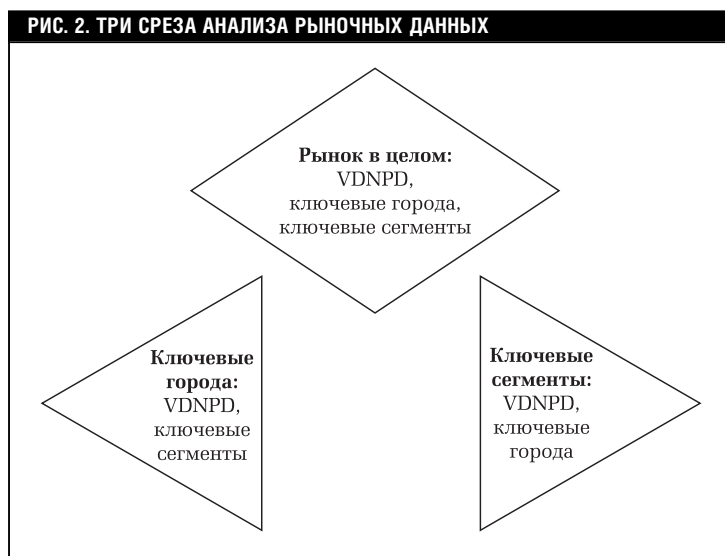 РИС. 2. ТРИ СРЕЗА АНАЛИЗА РЫНОЧНЫХ ДАННЫХ
Рынок в целом:
VDNPD,
ключевые города,
ключевые сегменты
Ключевые
города:
VDNPD,
ключевые
сегменты
Ключевые
сегменты:
VDNPD,
ключевые
города